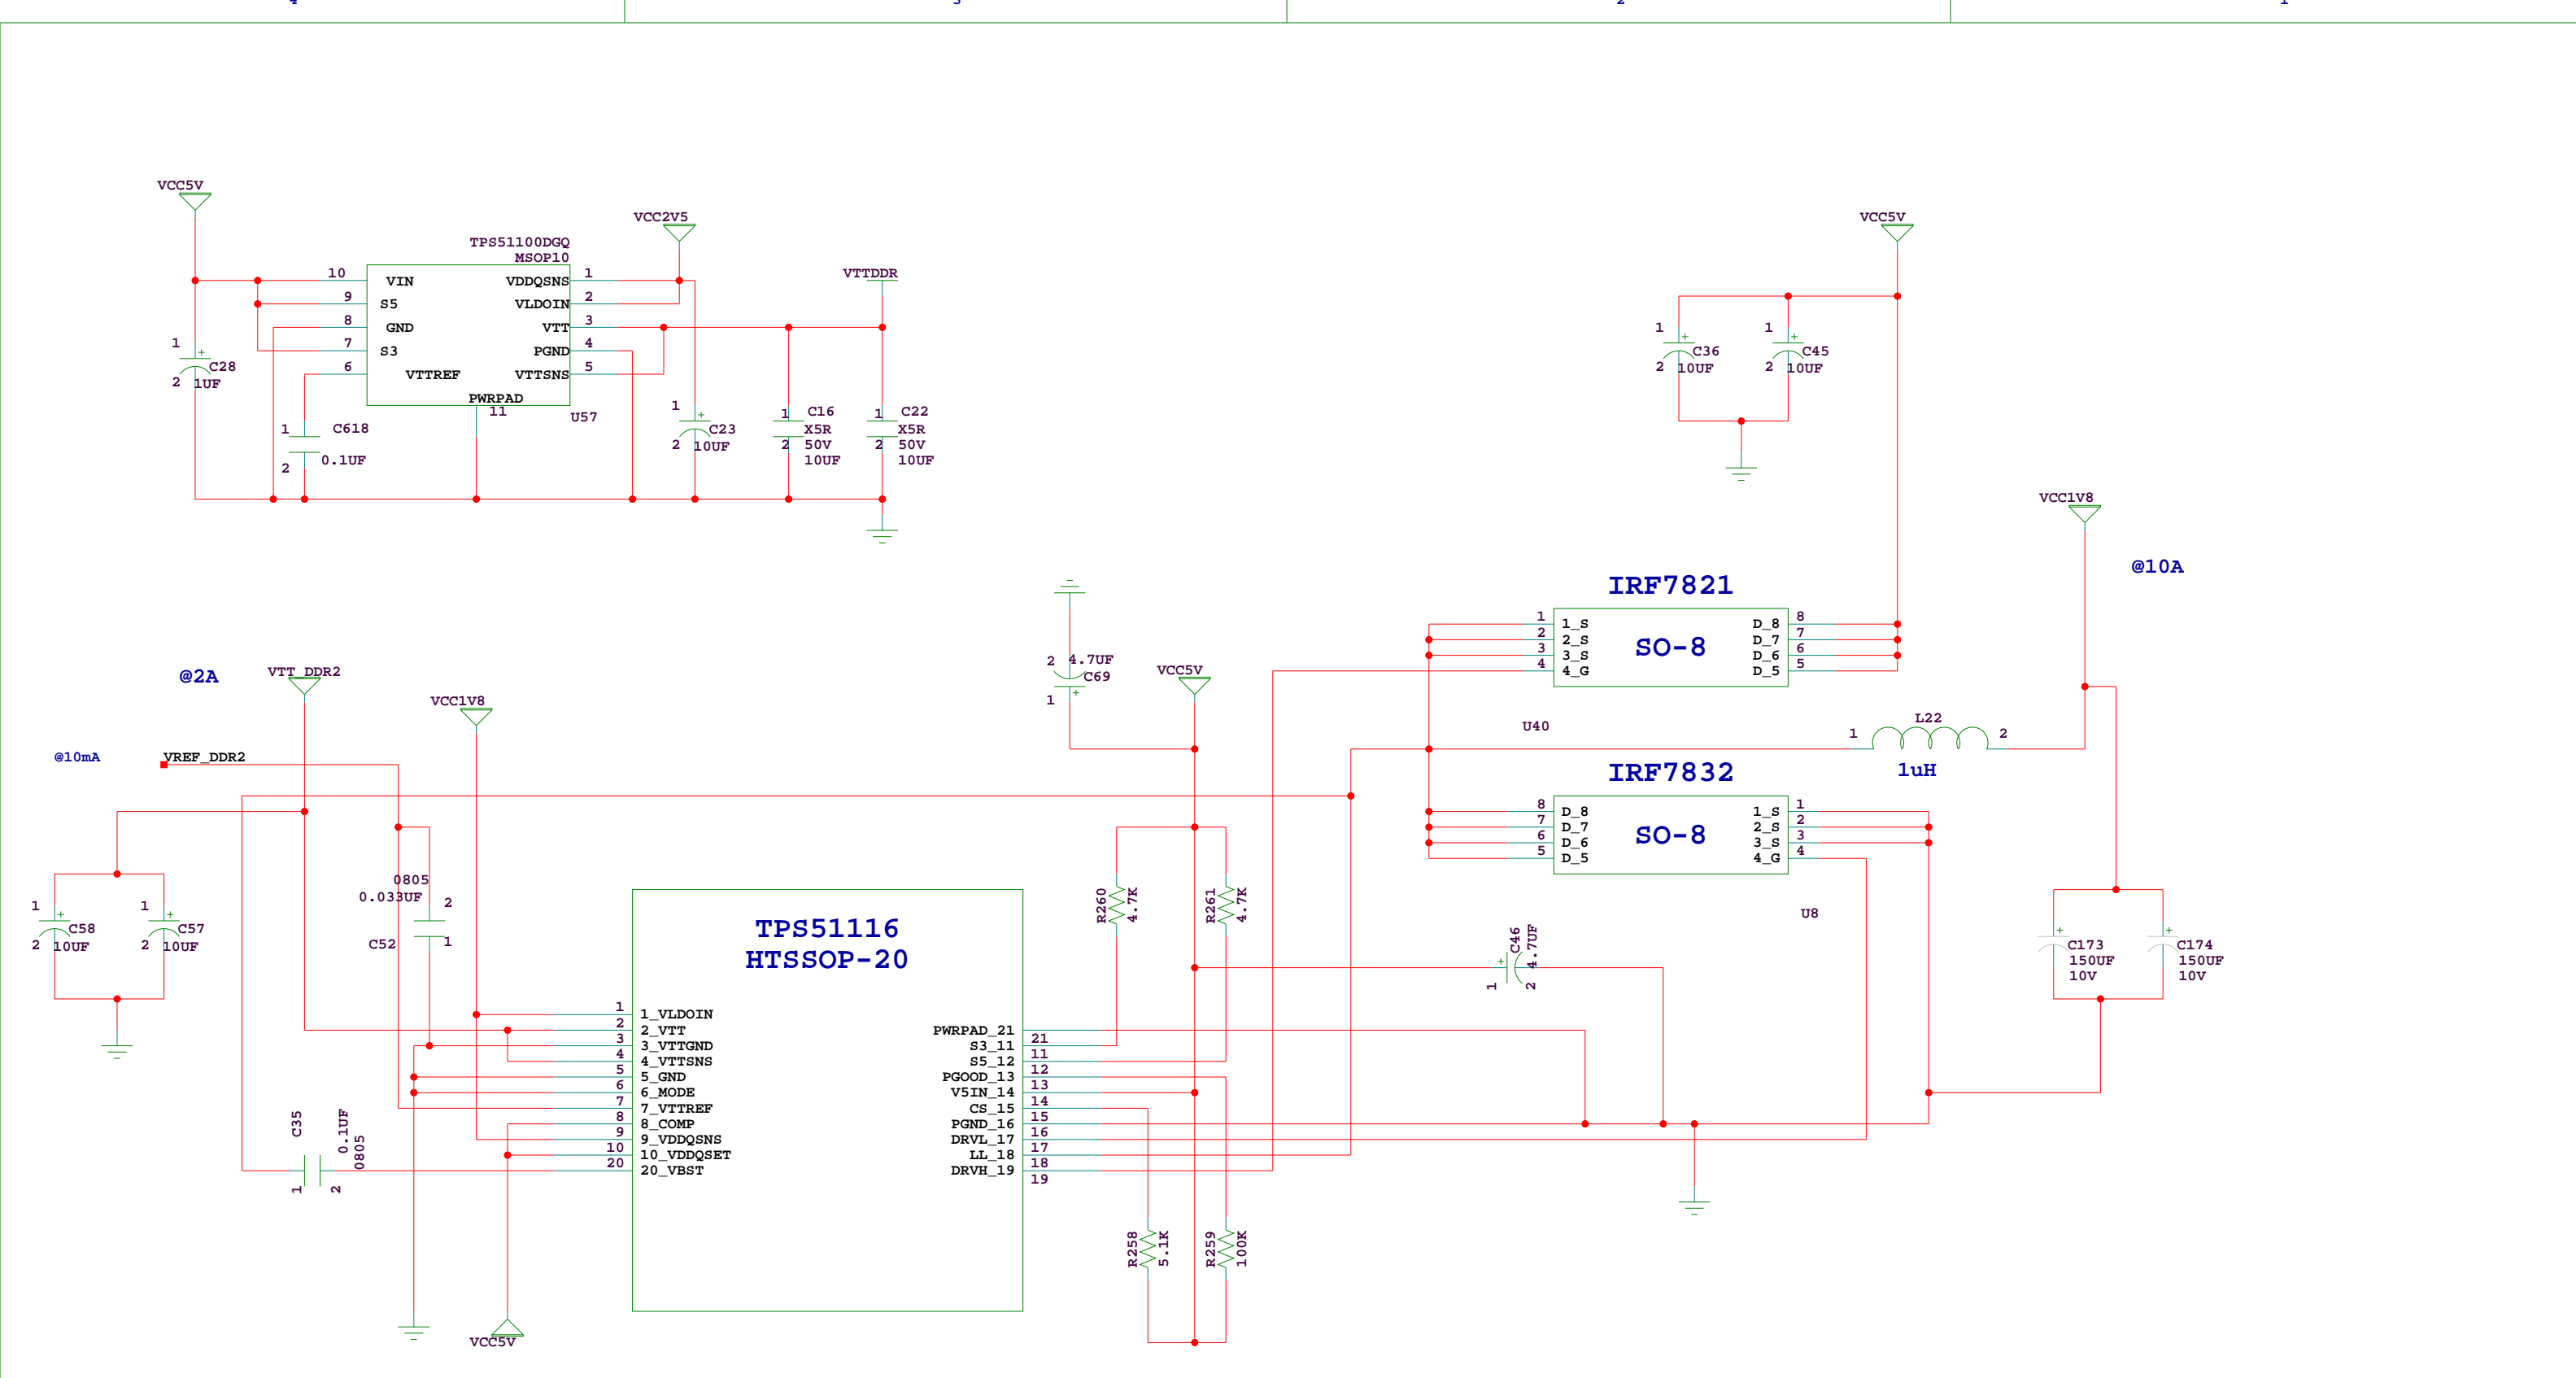 VCC5V
VCC2V5
TPS51100DGQ
MSOP10
VTTDDR
10 VIN VDDQSNS 1
9 S5 VLDOIN 2
8 GND VTT 3
7 S3 PGND 4
6 VTTREF VTTSNS 5
PWRPAD
11
U57
1
2
C28
1UF
1
2
C618
0.1UF
1
2
C23
10UF
1
2
C16
X5R
50V
10UF
1
2
C22
X5R
50V
10UF
VCC5V
1
2
C36
10UF
1
2
C45
10UF
VCC1V8
@10A
IRF7821
1 1_S D_8 8
2 2_S D_7 7
3 3_S D_6 6
4 4_G D_5 5
SO-8
U40
L22
1 2
1uH
IRF7832
8 D_8 1_S 1
7 D_7 2_S 2
6 D_6 3_S 3
5 D_5 4_G 4
SO-8
U8
2 4.7UF
C69
1
VCC5V
@2A
VTT_DDR2
VCC1V8
@10mA
VREF_DDR2
1
2
C58
10UF
1
2
C57
10UF
0805
0.033UF
2
C52
1
R260
4.7K
R261
4.7K
C46
4.7UF
1
2
C173
150UF
10V
C174
150UF
10V
TPS51116
HTSSOP-20
1 1_VLDOIN
2 2_VTT
3 3_VTTGND
4 4_VTTSNS
5 5_GND
6 6_MODE
7 7_VTTREF
8 8_COMP
9 9_VDDQSNS
10 10_VDDQSET
20 20_VBST
PWRPAD_21 21
S3_11 11
S5_12 12
PGOOD_13 13
V5IN_14 14
CS_15 15
PGND_16 16
DRVL_17 17
LL_18 18
DRVH_19 19
C35
0.1UF
0805
1
2
R258
5.1K
R259
100K
VCC5V